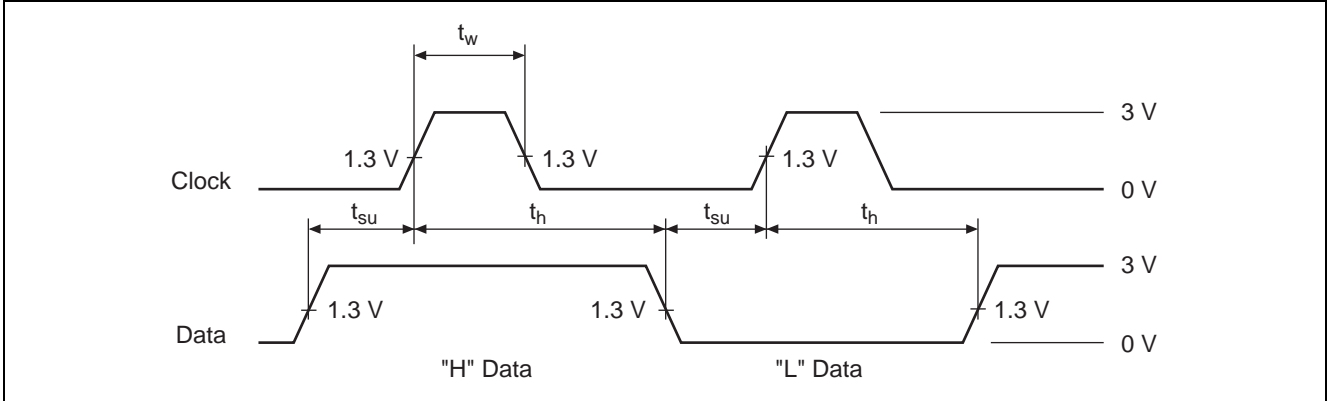 tw
3 V
1.3 V
1.3 V
1.3 V
Clock
0 V
tsu
th
tsu
th
3 V
1.3 V
1.3 V
1.3 V
Data
0 V
"H" Data
"L" Data